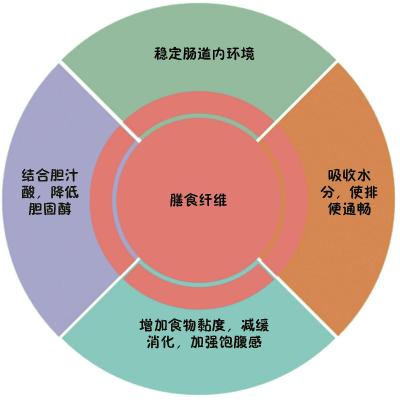 稳定肠道内环境
结合胆汁
酸，降低
胆固醇
膳食纤维
吸收水
分，使排
便通畅
增加食物黏度，减缓
消化，加强饱腹感